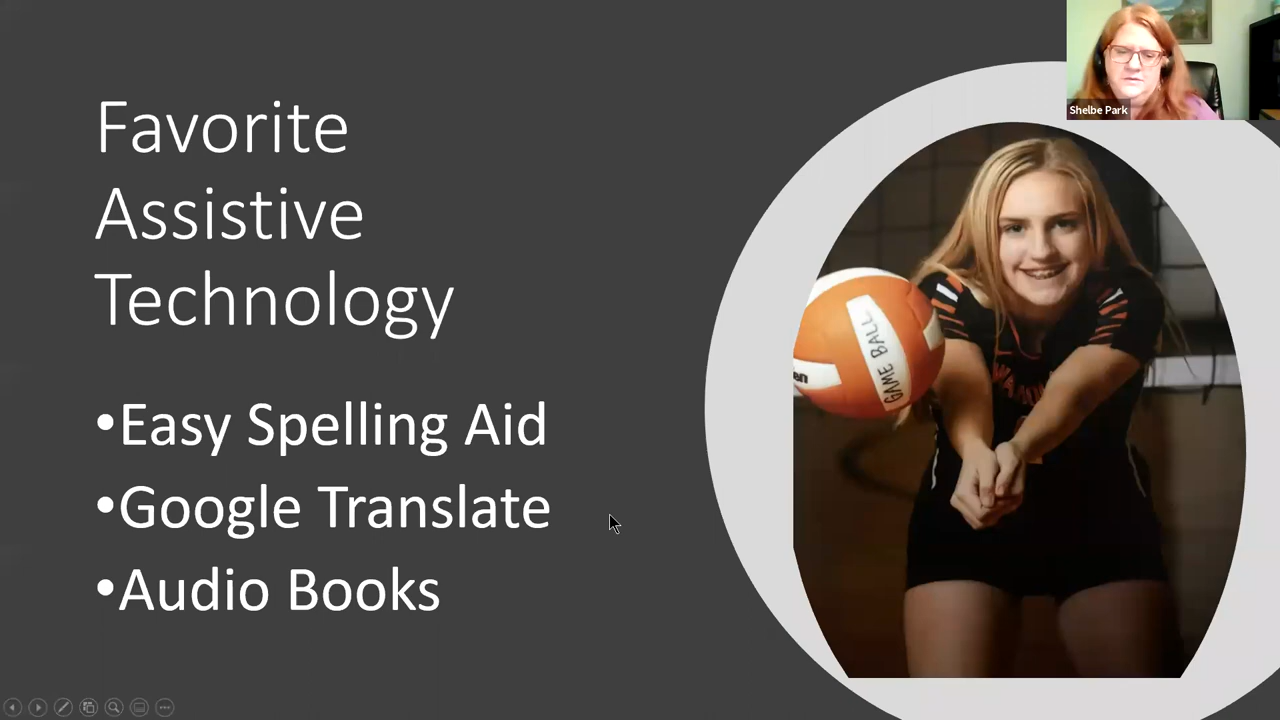 Favorite
Assistive
Technology
•Easy Spelling Aid
•Google Translate
•Audio Books
GAME BALL
Shelbe Park